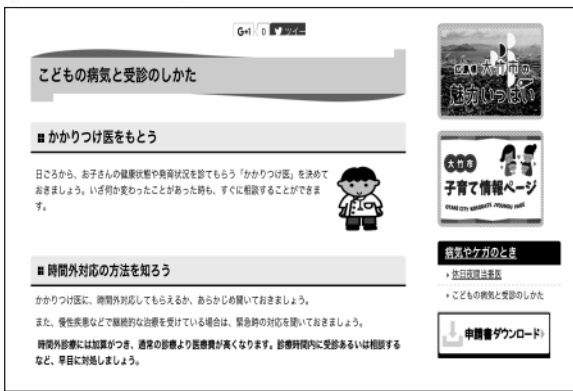 G+1 0 ツイート
こどもの病気と受診のしかた
かかりつけ医をもとう
日ごろから、お子さんの健康状態や発育状況を診てもらう「かかりつけ医」を決めて
おきましょう。いざ何か変わったことがあった時も、すぐに相談することができま
す。
時間外対応の方法を知ろう
かかりつけ医に、時間外対応してもらえるか、あらかじめ聞いておきましょう。
また、慢性疾患などで継続的な治療を受けている場合は、緊急時の対応を聞いておきましょう。
時間外診療には加算がつき、通常の診療より医療費が高くなります。診療時間内に受診あるいは相談する
など、早目に対処しましょう。
広島県 大竹市の
魅力いっぱい
大竹市
子育て情報ページ
病気やケガのとき
休日夜間当番医
こどもの病気と受診のしかた
申請書ダウンロード